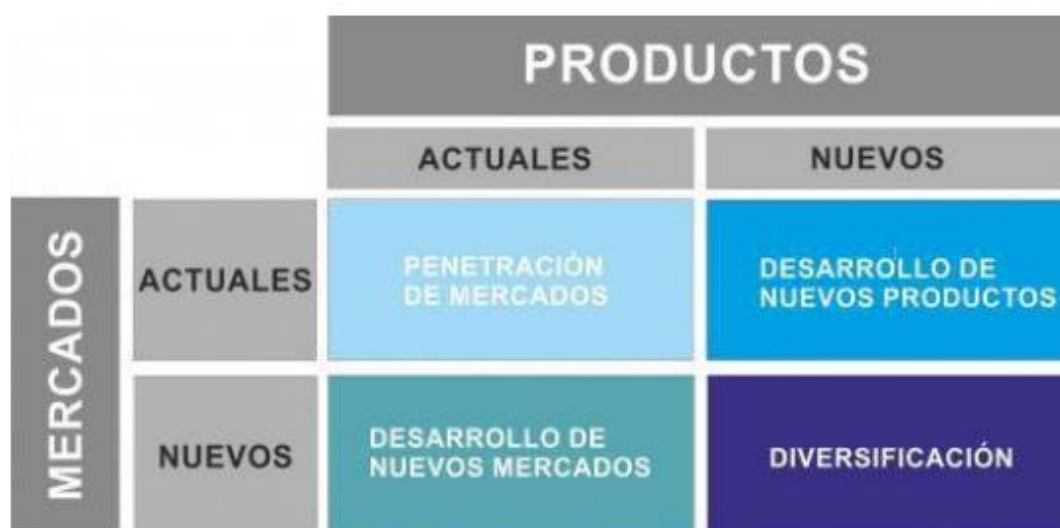 PRODUCTOS
ACTUALES
NUEVOS
MERCADOS
ACTUALES
PENETRACIÓN
DE MERCADOS
DESARROLLO DE
NUEVOS PRODUCTOS
NUEVOS
DESARROLLO DE
NUEVOS MERCADOS
DIVERSIFICACIÓN